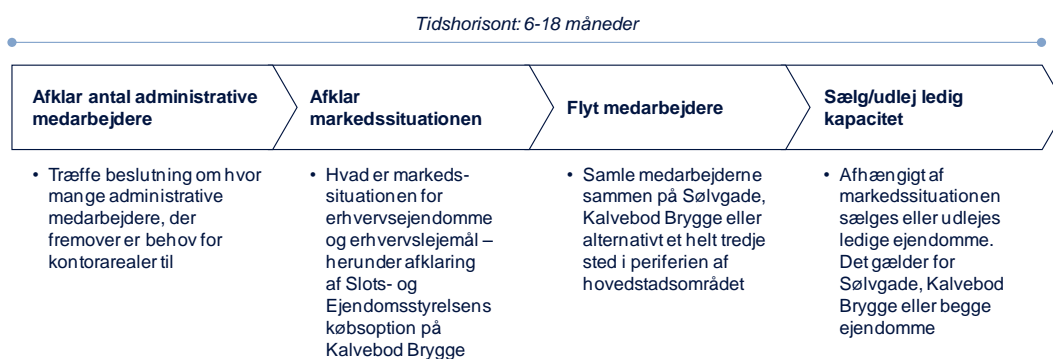 Tidshorisont: 6-18 måneder
Afklar antal administrative
medarbejdere
Afklar
markedssituationen
Flyt medarbejdere
Sælg/udlej ledig
kapacitet
• Træffe beslutning om hvor
mange administrative
medarbejdere, der
fremover er behov for
kontorarealer til
• Hvad er markeds-
situationen for
erhvervsejendomme
og erhvervslejemål –
herunder afklaring
af Slots- og
Ejendomsstyrelsens
købsoption på
Kalvebod Brygge
• Samle medarbejderne
sammen på Sølvgade,
Kalvebod Brygge eller
alternativt et helt tredje
sted i periferien af
hovedstadsområdet
• Afhængigt af
markedssituationen
sælges eller udlejes
ledige ejendomme.
Det gælder for
Sølvgade, Kalvebod
Brygge eller begge
ejendomme